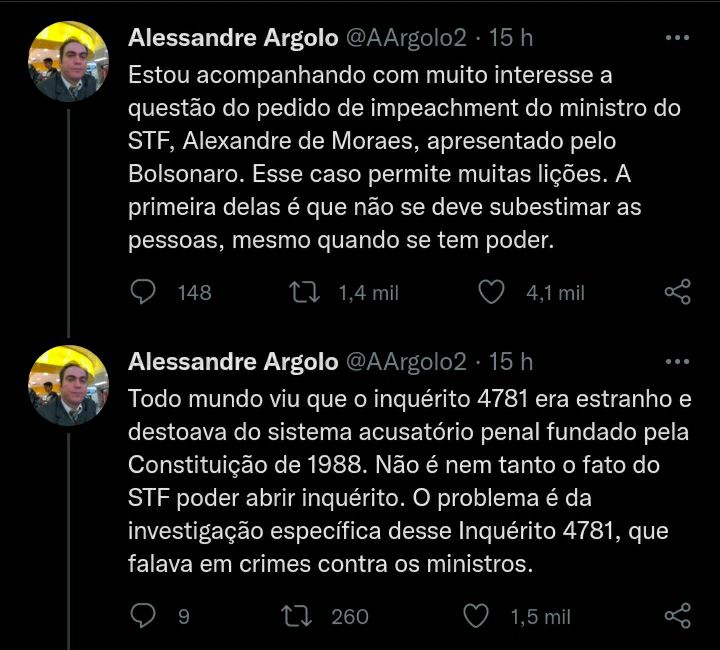 Alessandre Argolo @AArgolo2 · 15 h
Estou acompanhando com muito interesse a
questão do pedido de impeachment do ministro do
STF, Alexandre de Moraes, apresentado pelo
Bolsonaro. Esse caso permite muitas lições. A
primeira delas é que não se deve subestimar as
pessoas, mesmo quando se tem poder.
148 1,4 mil 4,1 mil
Alessandre Argolo @AArgolo2 · 15 h
Todo mundo viu que o inquérito 4781 era estranho e
destoava do sistema acusatório penal fundado pela
Constituição de 1988. Não é nem tanto o fato do
STF poder abrir inquérito. O problema é da
investigação específica desse Inquérito 4781, que
falava em crimes contra os ministros.
9 260 1,5 mil